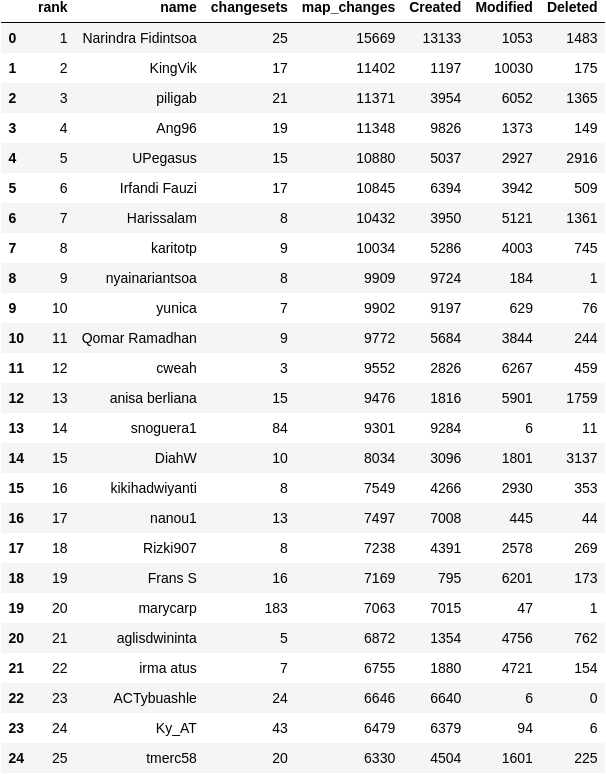 rank name changesets map_changes Created Modified Deleted
0 1 Narindra Fidintsoa 25 15669 13133 1053 1483
1 2 KingVik 17 11402 1197 10030 175
2 3 piligab 21 11371 3954 6052 1365
3 4 Ang96 19 11348 9826 1373 149
4 5 UPegasus 15 10880 5037 2927 2916
5 6 Irfandi Fauzi 17 10845 6394 3942 509
6 7 Harissalam 8 10432 3950 5121 1361
7 8 karitotp 9 10034 5286 4003 745
8 9 nyainariantsoa 8 9909 9724 184 1
9 10 yunica 7 9902 9197 629 76
10 11 Qomar Ramadhan 9 9772 5684 3844 244
11 12 cweah 3 9552 2826 6267 459
12 13 anisa berliana 15 9476 1816 5901 1759
13 14 snoguera1 84 9301 9284 6 11
14 15 DiahW 10 8034 3096 1801 3137
15 16 kikihadwiyanti 8 7549 4266 2930 353
16 17 nanou1 13 7497 7008 445 44
17 18 Rizki907 8 7238 4391 2578 269
18 19 Frans S 16 7169 795 6201 173
19 20 marycarp 183 7063 7015 47 1
20 21 aglisdwininta 5 6872 1354 4756 762
21 22 irma atus 7 6755 1880 4721 154
22 23 ACTybuashle 24 6646 6640 6 0
23 24 Ky_AT 43 6479 6379 94 6
24 25 tmerc58 20 6330 4504 1601 225